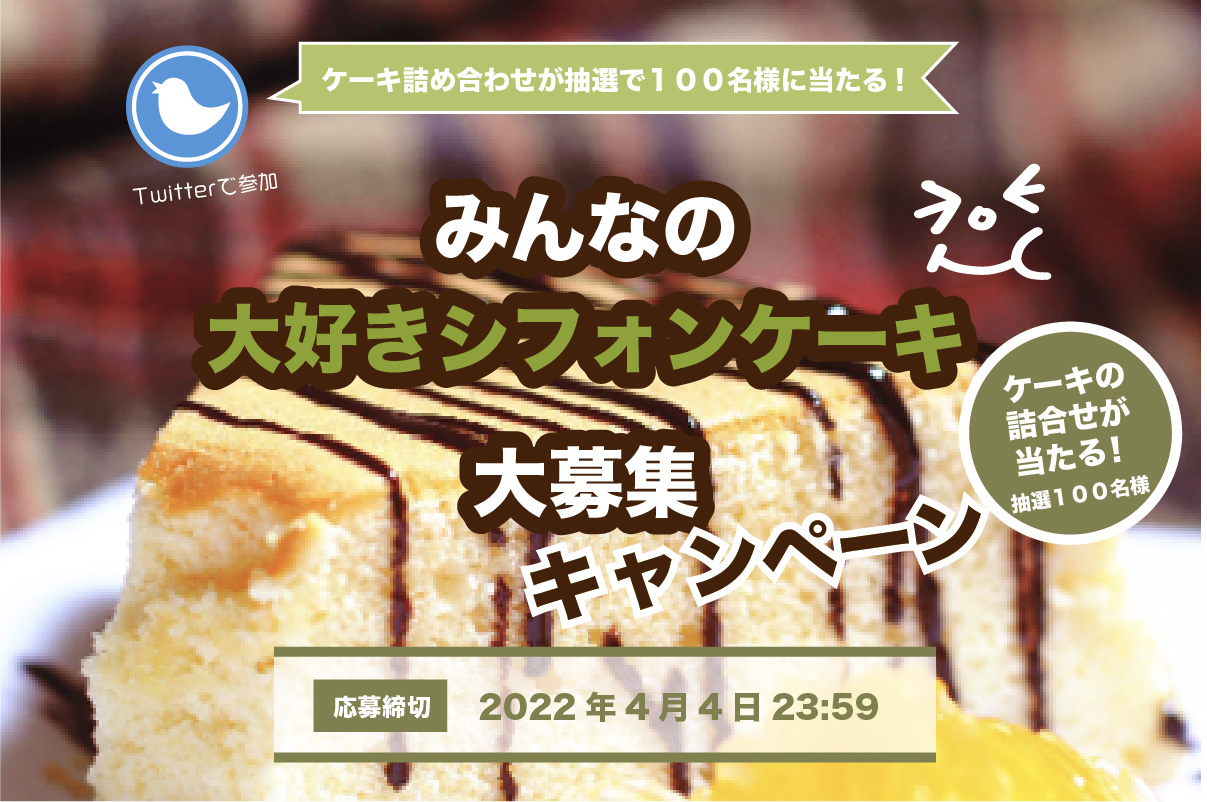 ケーキ詰め合わせが抽選で１００名様に当たる！
Twitterで参加
みんなの
大好きシフォンケーキ
大募集
キャンペーン
ケーキの
詰合せが
当たる！
抽選１００名様
応募締切 2022年4月4日23:59